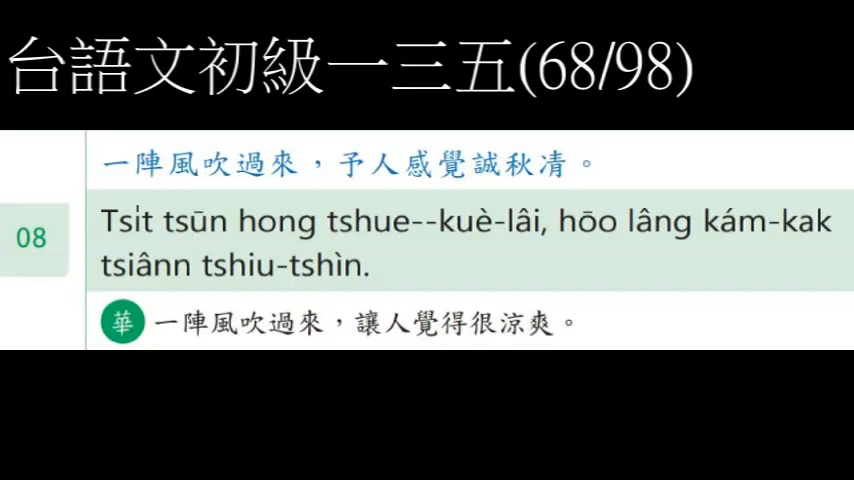 台語文初級一三五(68/98)
一陣風吹過來，予人感覺誠秋凊。
08
Tsi̍t tsūn hong tshue--kuè-lâi, hōo lâng kám-kak
tsiânn tshiu-tshìn.
華 一陣風吹過來，讓人覺得很涼爽。